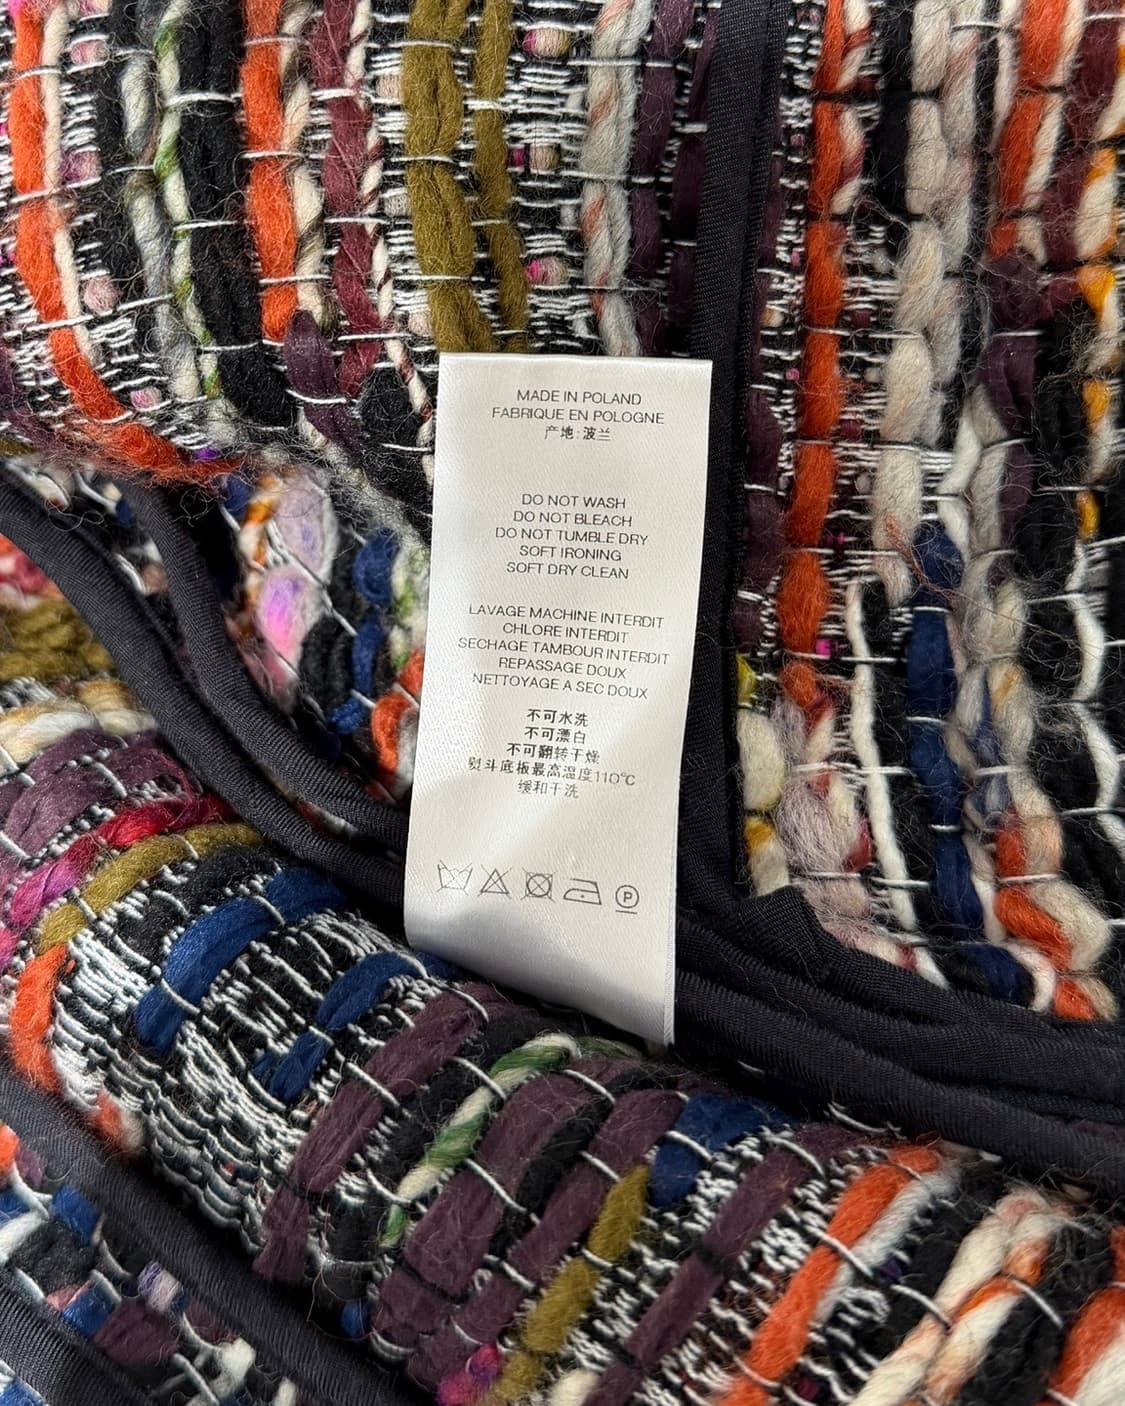 MADE IN POLAND
FABRIQUE EN POLOGNE
产地:波兰
DO NOT WASH
DO NOT BLEACH
DO NOT TUMBLE DRY
SOFT IRONING
SOFT DRY CLEAN
LAVAGE MACHINE INTERDIT
CHLORE INTERDIT
SECHAGE TAMBOUR INTERDIT
REPASSAGE DOUX
NETTOYAGE A SEC DOUX
不可水洗
不可漂白
不可翻转干燥
熨斗底板最高温度110℃
缓和干洗
P